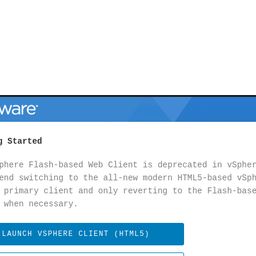 ware
g Started
phere Flash-based Web Client is deprecated in vSpher
end switching to the all-new modern HTML5-based vSph
primary client and only reverting to the Flash-base
when necessary.
LAUNCH VSPHERE CLIENT (HTML5)